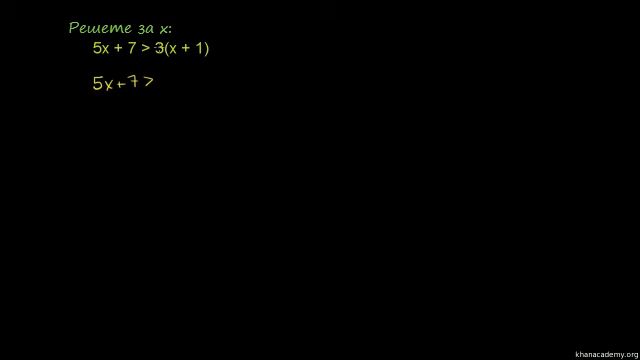 Решете за x:
5x + 7 > 3(x + 1)
5x + 7 >
khanacademy.org